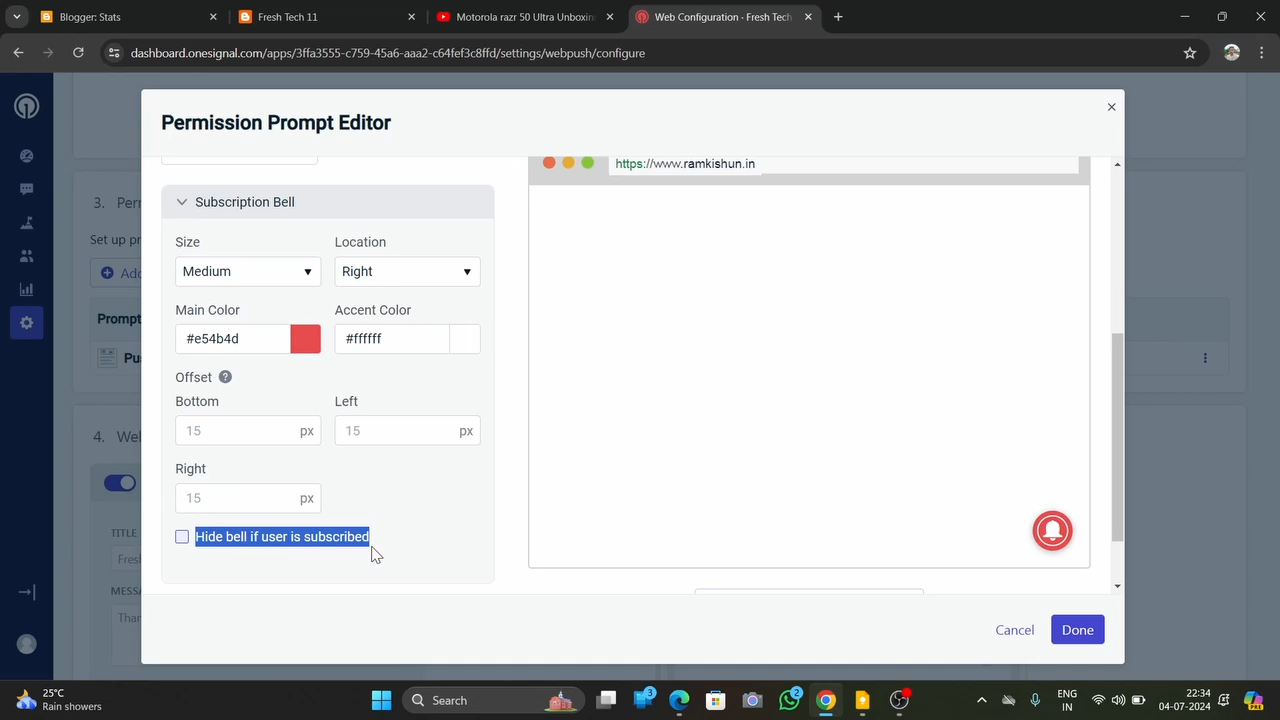 Blogger: Stats
Fresh Tech 11
Motorola razr 50 Ultra Unboxin
Web Configuration · Fresh Tech
dashboard.onesignal.com/apps/3ffa3555-c759-45a6-aaa2-c64fef3c8ffd/settings/webpush/configure
Permission Prompt Editor
https://www.ramkishun.in
3. Per
Subscription Bell
Set up pr
Size
Location
Medium
Right
Add
Main Color
Accent Color
Prompt
#e54b4d
#ffffff
Pu
Offset ?
Bottom
Left
15 px
15 px
4. We
Right
15 px
TITLE
Hide bell if user is subscribed
Fres
MESSA
Than
Cancel
Done
25°C
Rain showers
Search
3
2
ENG
IN
22:34
04-07-2024